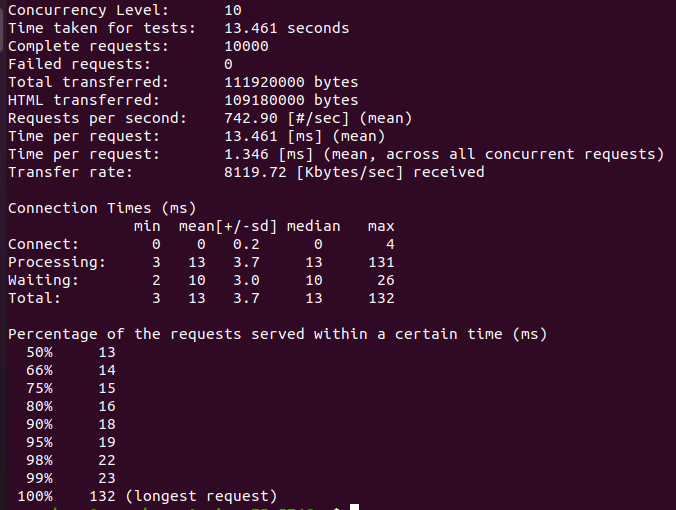 Concurrency Level:      10
Time taken for tests:   13.461 seconds
Complete requests:      10000
Failed requests:        0
Total transferred:      111920000 bytes
HTML transferred:       109180000 bytes
Requests per second:    742.90 [#/sec] (mean)
Time per request:       13.461 [ms] (mean)
Time per request:       1.346 [ms] (mean, across all concurrent requests)
Transfer rate:          8119.72 [Kbytes/sec] received

Connection Times (ms)
              min  mean[+/-sd] median   max
Connect:        0    0   0.2      0       4
Processing:     3   13   3.7     13     131
Waiting:        2   10   3.0     10      26
Total:          3   13   3.7     13     132

Percentage of the requests served within a certain time (ms)
  50%     13
  66%     14
  75%     15
  80%     16
  90%     18
  95%     19
  98%     22
  99%     23
 100%    132 (longest request)